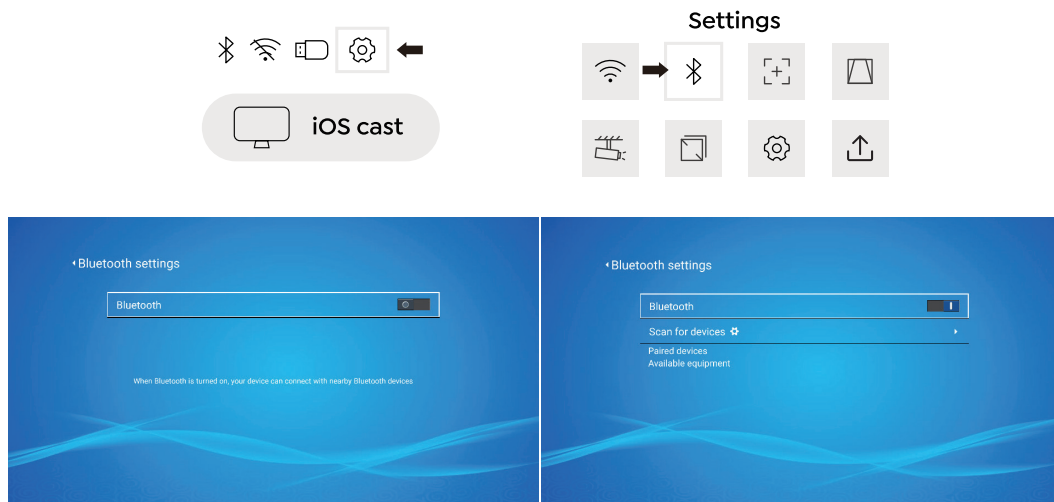 Settings
iOS cast
Bluetooth settings
Bluetooth
When Bluetooth is turned on, your device can connect with nearby Bluetooth devices
Bluetooth settings
Bluetooth
Scan for devices
Paired devices
Available equipment